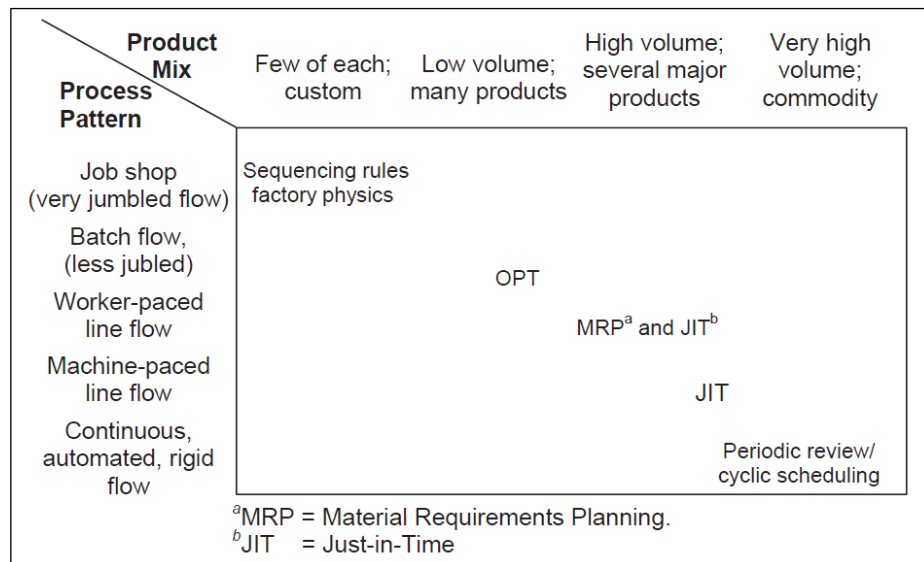 Product
Mix
Process
Pattern
Few of each;
custom
Low volume;
many products
High volume;
several major
products
Very high
volume;
commodity
Job shop
(very jumbled flow)
Sequencing rules
factory physics
Batch flow,
(less jubled)
OPT
Worker-paced
line flow
MRPᵃ and JITᵇ
Machine-paced
line flow
JIT
Continuous,
automated, rigid
flow
Periodic review/
cyclic scheduling
ᵃMRP = Material Requirements Planning.
ᵇJIT = Just-in-Time